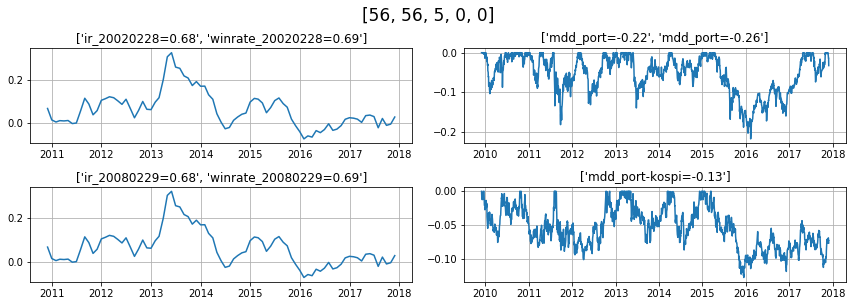 [56, 56, 5, 0, 0]
['ir_20020228=0.68', 'winrate_20020228=0.69']
0.2
0.0
2011 2012 2013 2014 2015 2016 2017 2018
['mdd_port=-0.22', 'mdd_port=-0.26']
0.0
−0.1
−0.2
2010 2011 2012 2013 2014 2015 2016 2017 2018
['ir_20080229=0.68', 'winrate_20080229=0.69']
0.2
0.0
2011 2012 2013 2014 2015 2016 2017 2018
['mdd_port-kospi=-0.13']
0.00
−0.05
−0.10
2010 2011 2012 2013 2014 2015 2016 2017 2018